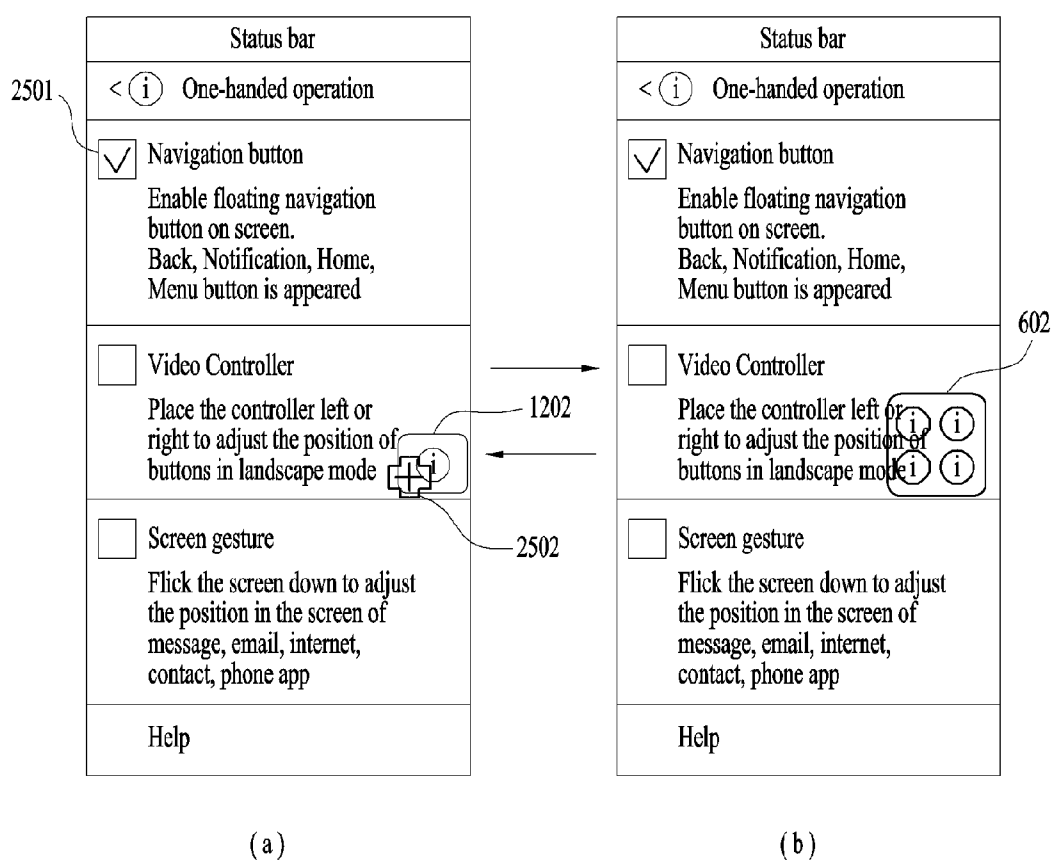 Status bar
< i One-handed operation
2501
Navigation button
Enable floating navigation
button on screen.
Back, Notification, Home,
Menu button is appeared
Video Controller
Place the controller left or
right to adjust the position of
buttons in landscape mode
i
1202
2502
Screen gesture
Flick the screen down to adjust
the position in the screen of
message, email, internet,
contact, phone app
Help
(a)
Status bar
< i One-handed operation
Navigation button
Enable floating navigation
button on screen.
Back, Notification, Home,
Menu button is appeared
602
Video Controller
Place the controller left or
right to adjust the position of
buttons in landscape mode
i i
i i
Screen gesture
Flick the screen down to adjust
the position in the screen of
message, email, internet,
contact, phone app
Help
(b)